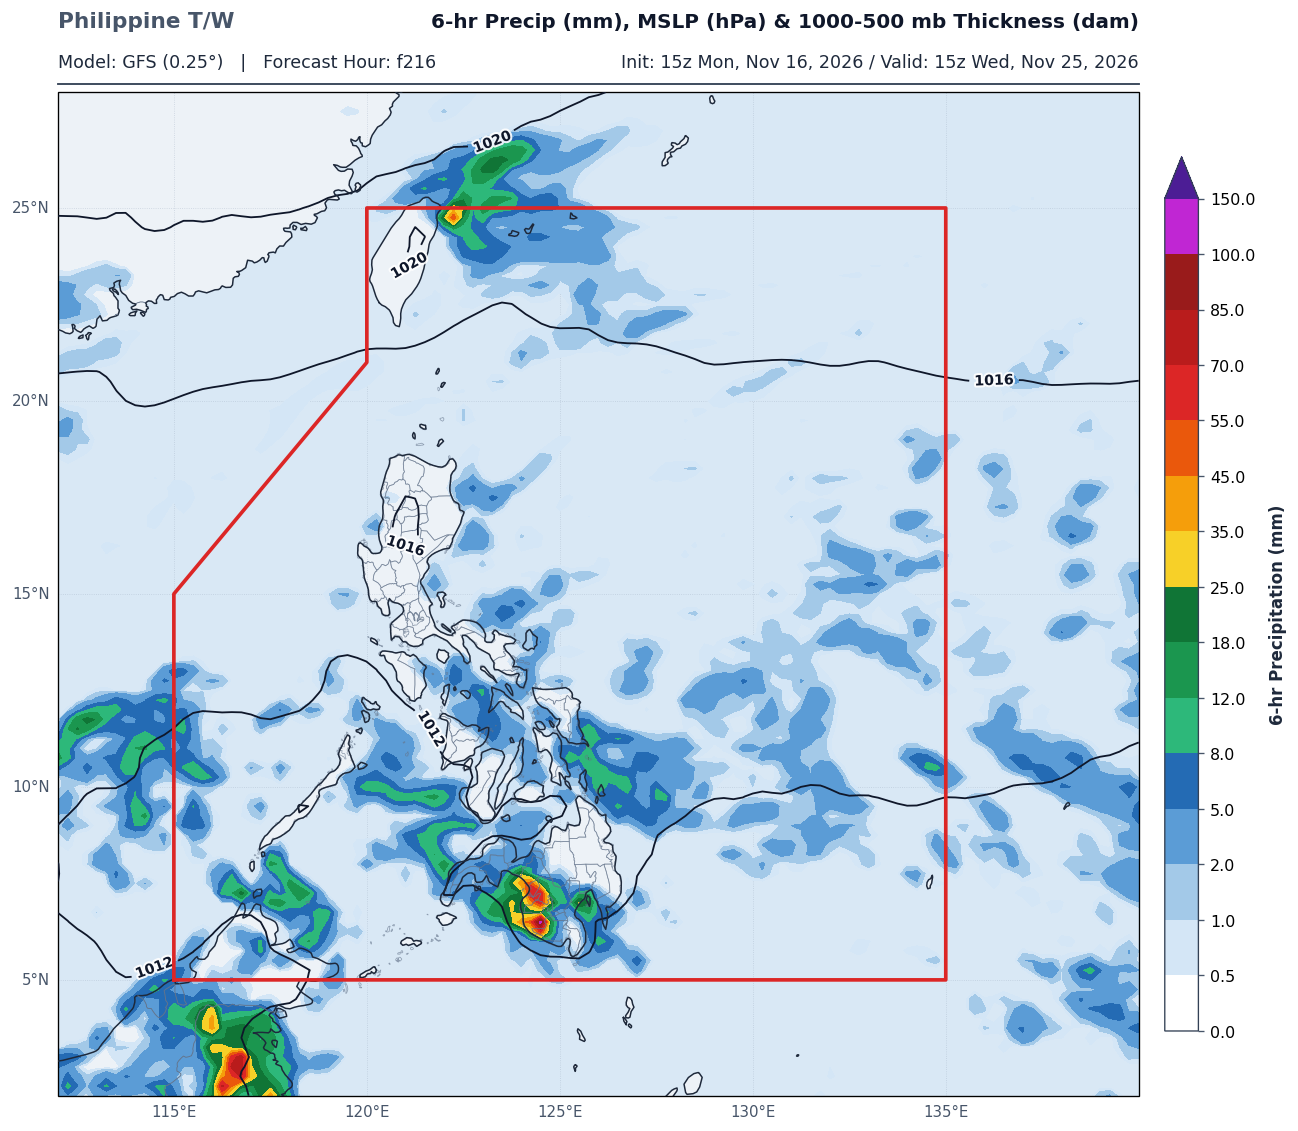 Philippine T/W
6-hr Precip (mm), MSLP (hPa) & 1000-500 mb Thickness (dam)
Model: GFS (0.25°) | Forecast Hour: f216
Init: 15z Mon, Nov 16, 2026 / Valid: 15z Wed, Nov 25, 2026
25°N
20°N
15°N
10°N
5°N
115°E
120°E
125°E
130°E
135°E
1020
1020
1016
1016
1012
1012
150.0
100.0
85.0
70.0
55.0
45.0
35.0
25.0
18.0
12.0
8.0
5.0
2.0
1.0
0.5
0.0
6-hr Precipitation (mm)